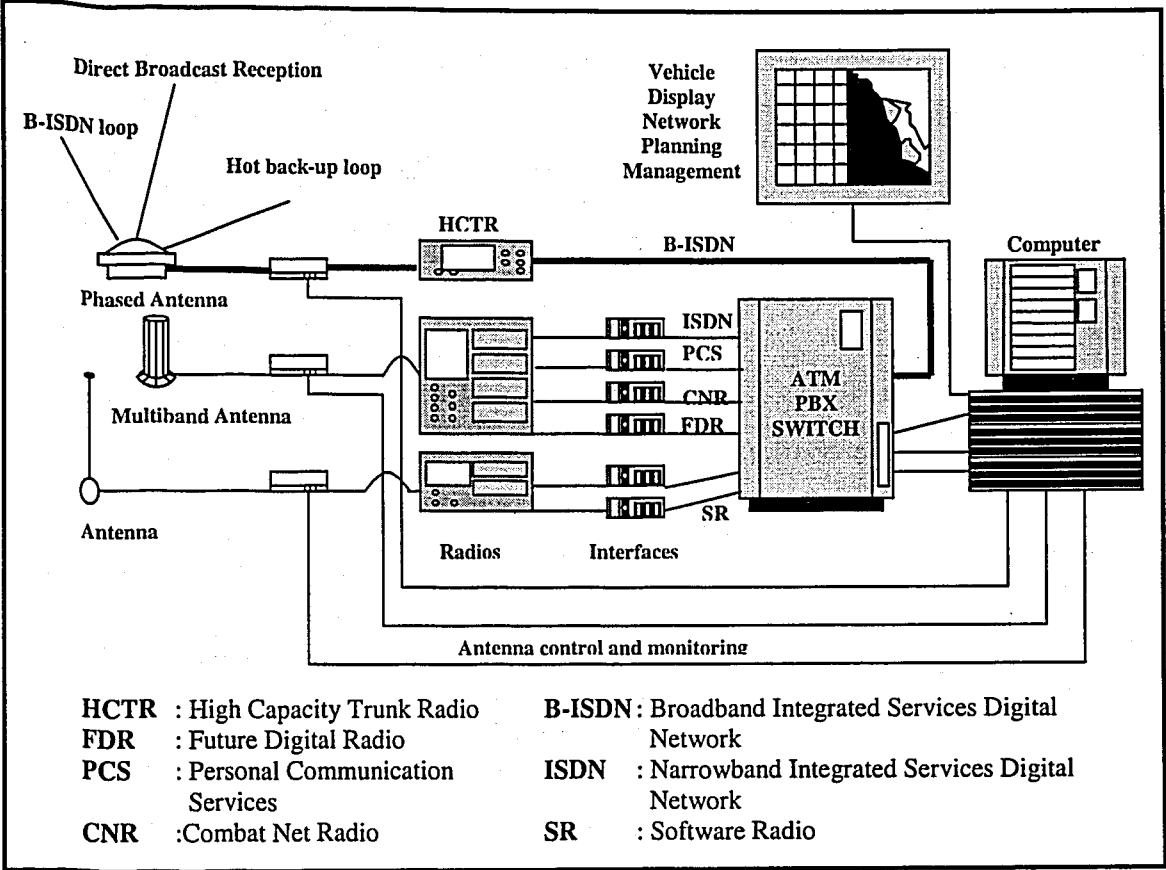 Direct Broadcast Reception
B-ISDN loop
Hot back-up loop
Vehicle
Display
Network
Planning
Management
HCTR
B-ISDN
Computer
Phased Antenna
ISDN
PCS
CNR
FDR
ATM
PBX
SWITCH
Multiband Antenna
SR
Antenna
Radios
Interfaces
Antenna control and monitoring
HCTR : High Capacity Trunk Radio
FDR : Future Digital Radio
PCS : Personal Communication
Services
CNR :Combat Net Radio
B-ISDN : Broadband Integrated Services Digital
Network
ISDN : Narrowband Integrated Services Digital
Network
SR : Software Radio